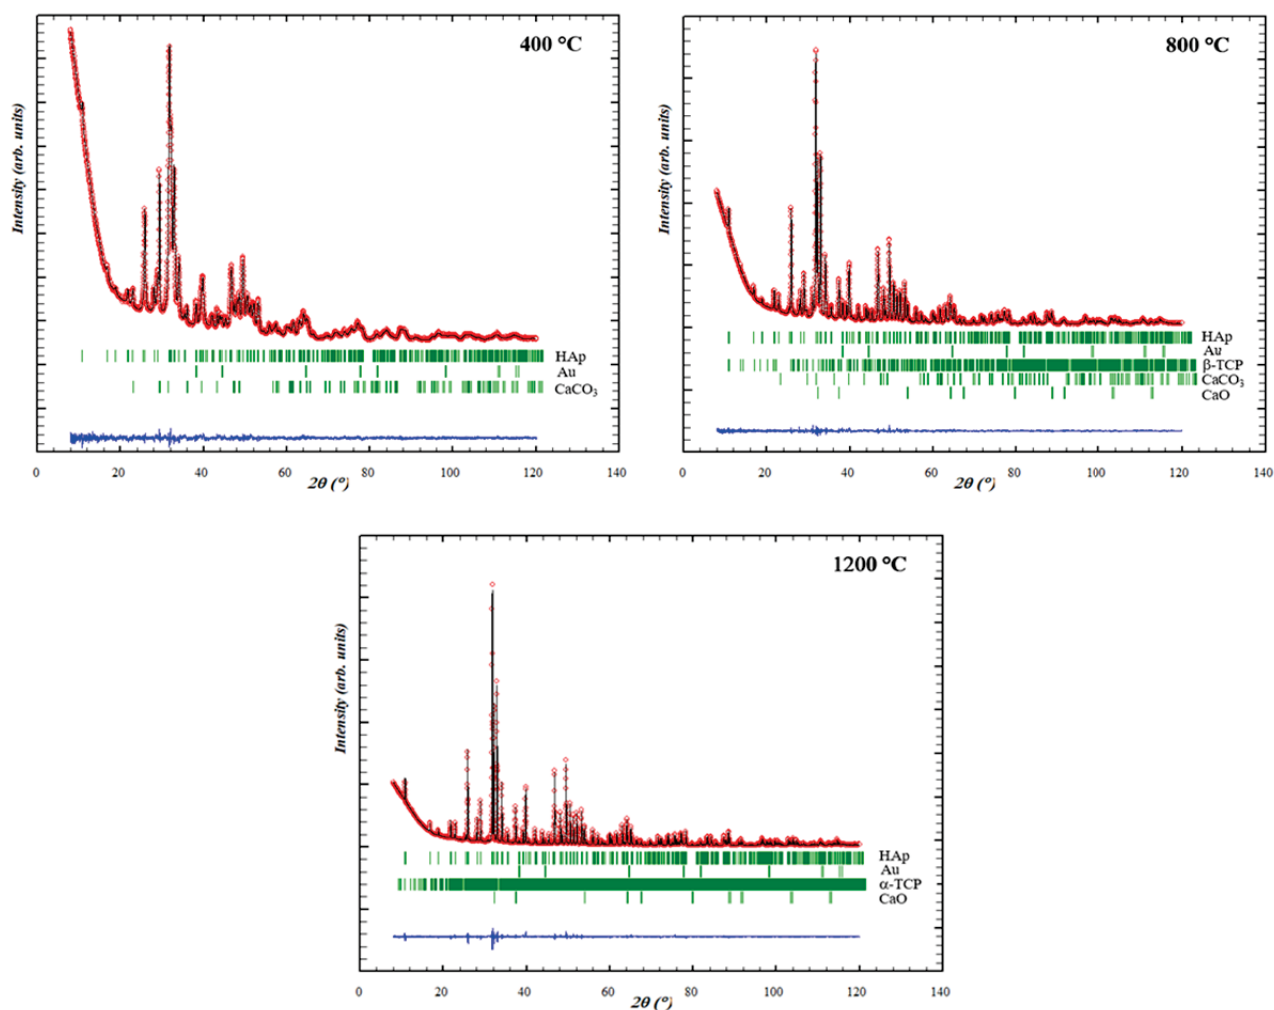 400 °C
Intensity (arb. units)
HAp
Au
CaCO3
0 20 40 60 80 100 120 140
2θ (°)
800 °C
Intensity (arb. units)
HAp
Au
β-TCP
CaCO3
CaO
0 20 40 60 80 100 120 140
2θ (°)
1200 °C
Intensity (arb. units)
HAp
Au
α-TCP
CaO
0 20 40 60 80 100 120 140
2θ (°)